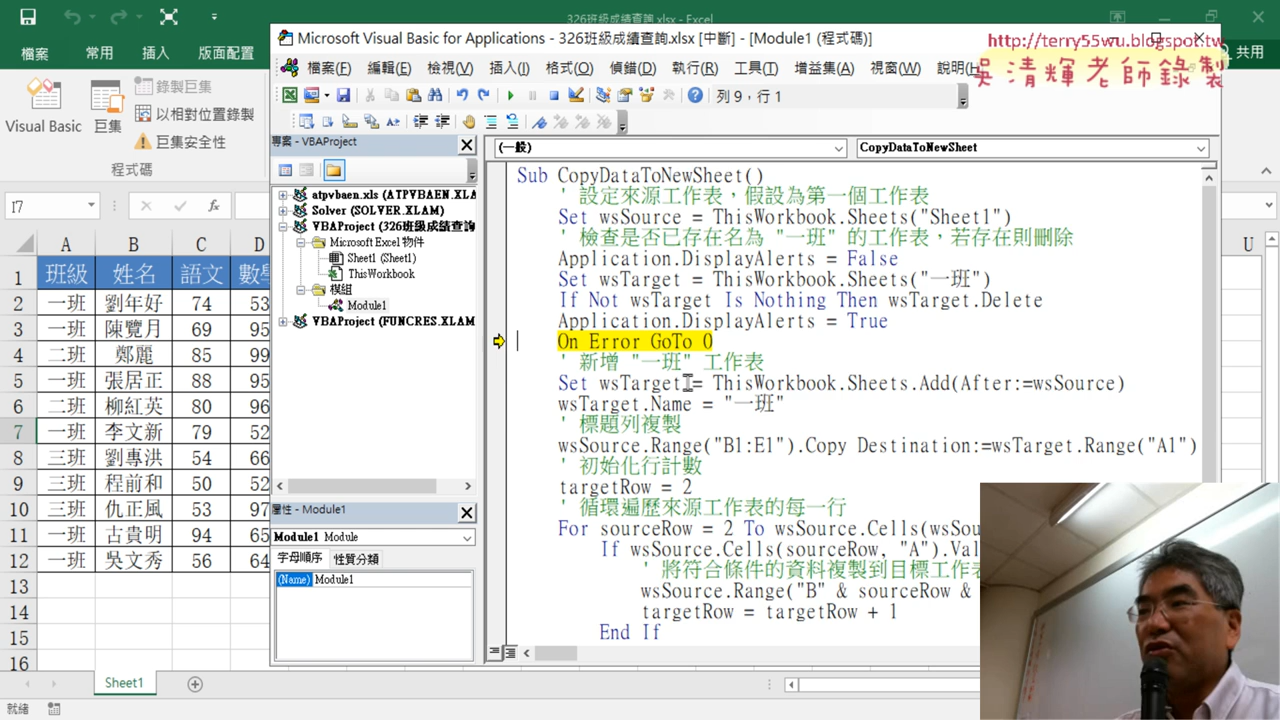 326班級成績查詢.xlsx - Excel
檔案 常用 插入 版面配置
共用
Visual Basic
巨集
錄製巨集
以相對位置錄製
巨集安全性
程式碼
I7
A B C D U
1 班級 姓名 語文 數學
2 一班 劉年好 74 53
3 一班 陳覽月 69 95
4 二班 鄭麗 85 99
5 一班 張居正 88 95
6 二班 柳紅英 80 96
7 一班 李文新 79 52
8 三班 劉專洪 54 66
9 三班 程前和 50 52
10 三班 仇正風 53 97
11 一班 古貴明 94 65
12 一班 吳文秀 56 64
13
14
15
16
Sheet1
就緒
Microsoft Visual Basic for Applications - 326班級成績查詢.xlsx [中斷] - [Module1 (程式碼)]
http://terry55wu.blogspot.tw
吳清輝老師錄製
檔案(F) 編輯(E) 檢視(V) 插入(I) 格式(O) 偵錯(D) 執行(R) 工具(T) 增益集(A) 視窗(W) 說明(H
列 9，行 1
專案 - VBAProject
atpvbaen.xls (ATPVBAEN.XLA
Solver (SOLVER.XLAM)
VBAProject (326班級成績查詢
Microsoft Excel 物件
Sheet1 (Sheet1)
ThisWorkbook
模組
Module1
VBAProject (FUNCRES.XLAM
屬性 - Module1
Module1 Module
字母順序 性質分類
(Name) Module1
(一般) CopyDataToNewSheet
Sub CopyDataToNewSheet()
' 設定來源工作表，假設為第一個工作表
Set wsSource = ThisWorkbook.Sheets("Sheet1")
' 檢查是否已存在名為 "一班" 的工作表，若存在則刪除
Application.DisplayAlerts = False
Set wsTarget = ThisWorkbook.Sheets("一班")
If Not wsTarget Is Nothing Then wsTarget.Delete
Application.DisplayAlerts = True
On Error GoTo 0
' 新增 "一班" 工作表
Set wsTarget = ThisWorkbook.Sheets.Add(After:=wsSource)
wsTarget.Name = "一班"
' 標題列複製
wsSource.Range("B1:E1").Copy Destination:=wsTarget.Range("A1")
' 初始化行計數
targetRow = 2
' 循環遍歷來源工作表的每一行
For sourceRow = 2 To wsSource.Cells(wsSou
If wsSource.Cells(sourceRow, "A").Val
' 將符合條件的資料複製到目標工作表
wsSource.Range("B" & sourceRow &
targetRow = targetRow + 1
End If